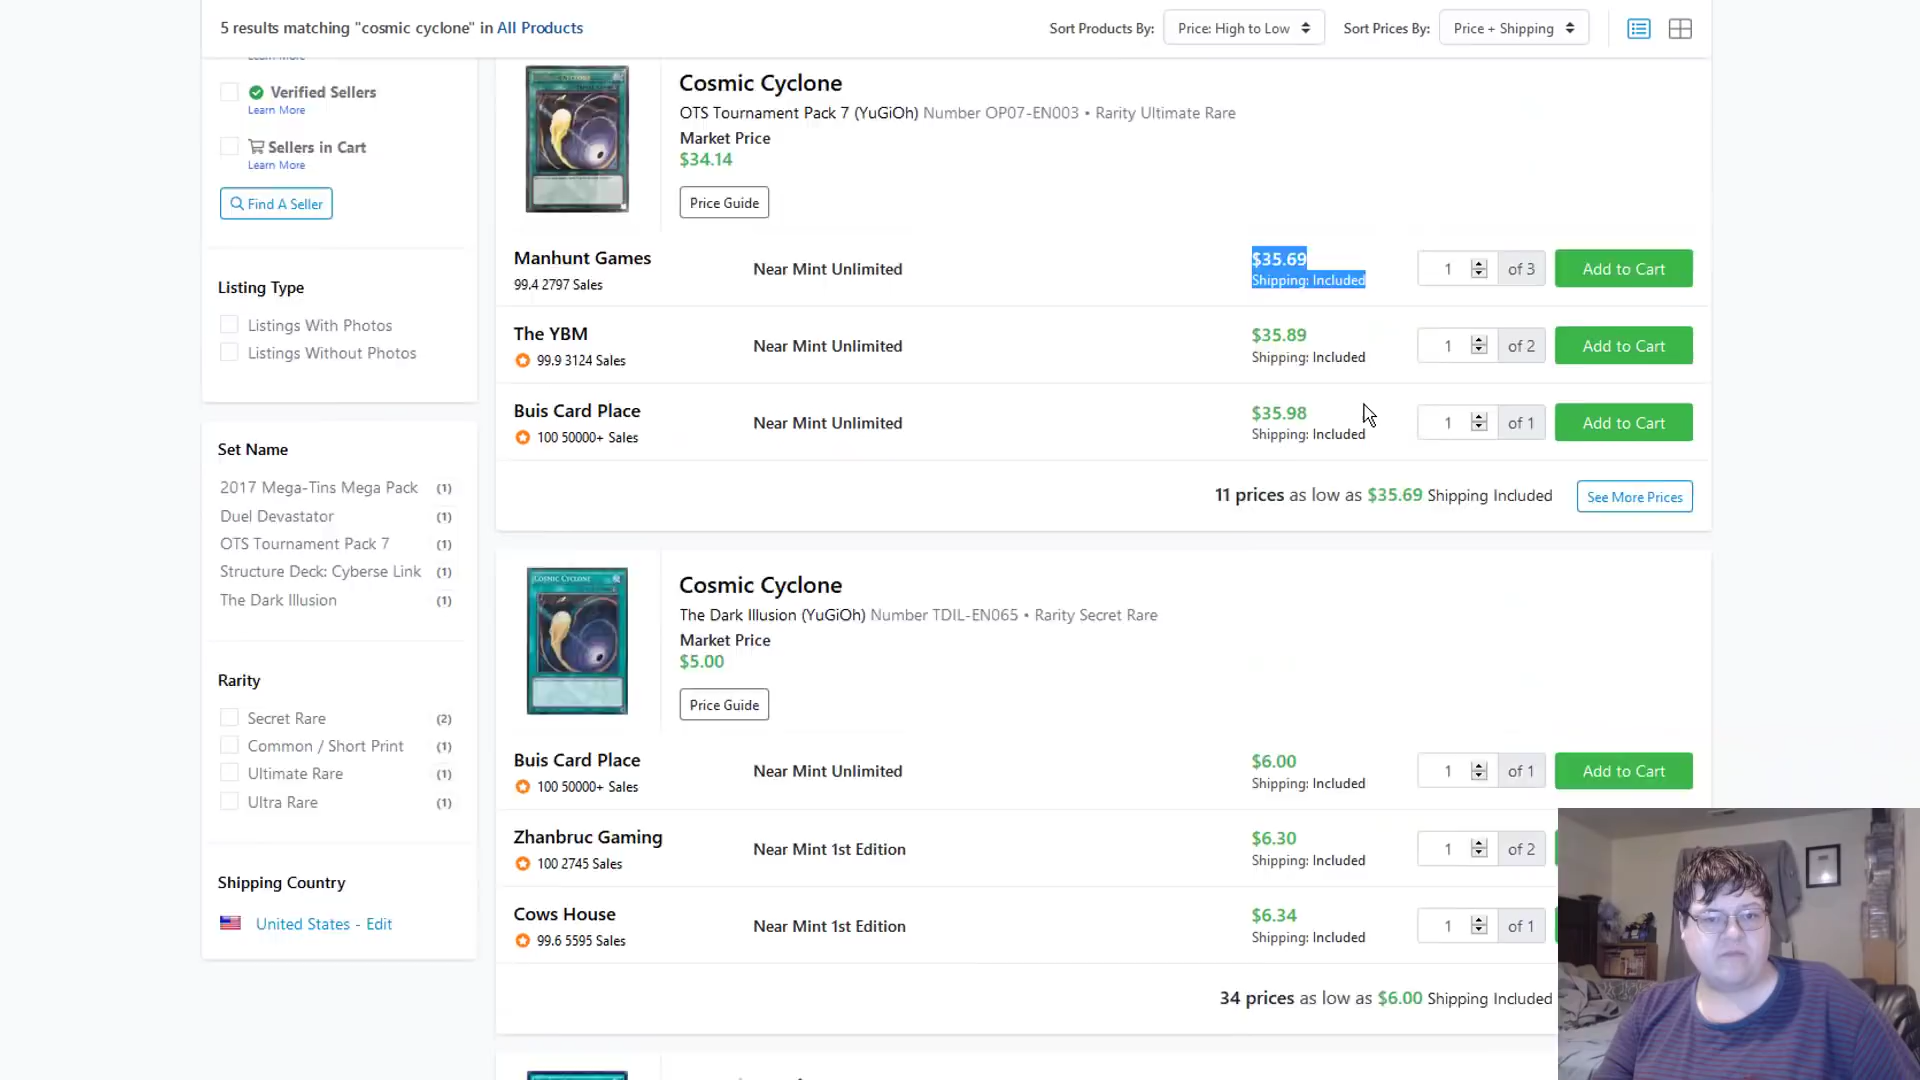 5 results matching "cosmic cyclone" in All Products
Sort Products By:
Price: High to Low
Sort Prices By:
Price + Shipping
Learn More
Verified Sellers
Learn More
Sellers in Cart
Learn More
Find A Seller
Listing Type
Listings With Photos
Listings Without Photos
Set Name
2017 Mega-Tins Mega Pack (1)
Duel Devastator (1)
OTS Tournament Pack 7 (1)
Structure Deck: Cyberse Link (1)
The Dark Illusion (1)
Rarity
Secret Rare (2)
Common / Short Print (1)
Ultimate Rare (1)
Ultra Rare (1)
Shipping Country
United States - Edit
Cosmic Cyclone
OTS Tournament Pack 7 (YuGiOh) Number OP07-EN003 • Rarity Ultimate Rare
Market Price
$34.14
Price Guide
Manhunt Games
99.4 2797 Sales
Near Mint Unlimited
$35.69
Shipping: Included
1 of 3
Add to Cart
The YBM
99.9 3124 Sales
Near Mint Unlimited
$35.89
Shipping: Included
1 of 2
Add to Cart
Buis Card Place
100 50000+ Sales
Near Mint Unlimited
$35.98
Shipping: Included
1 of 1
Add to Cart
11 prices as low as $35.69 Shipping Included
See More Prices
COSMIC CYCLONE
Cosmic Cyclone
The Dark Illusion (YuGiOh) Number TDIL-EN065 • Rarity Secret Rare
Market Price
$5.00
Price Guide
Buis Card Place
100 50000+ Sales
Near Mint Unlimited
$6.00
Shipping: Included
1 of 1
Add to Cart
Zhanbruc Gaming
100 2745 Sales
Near Mint 1st Edition
$6.30
Shipping: Included
1 of 2
Cows House
99.6 5595 Sales
Near Mint 1st Edition
$6.34
Shipping: Included
1 of 1
34 prices as low as $6.00 Shipping Included